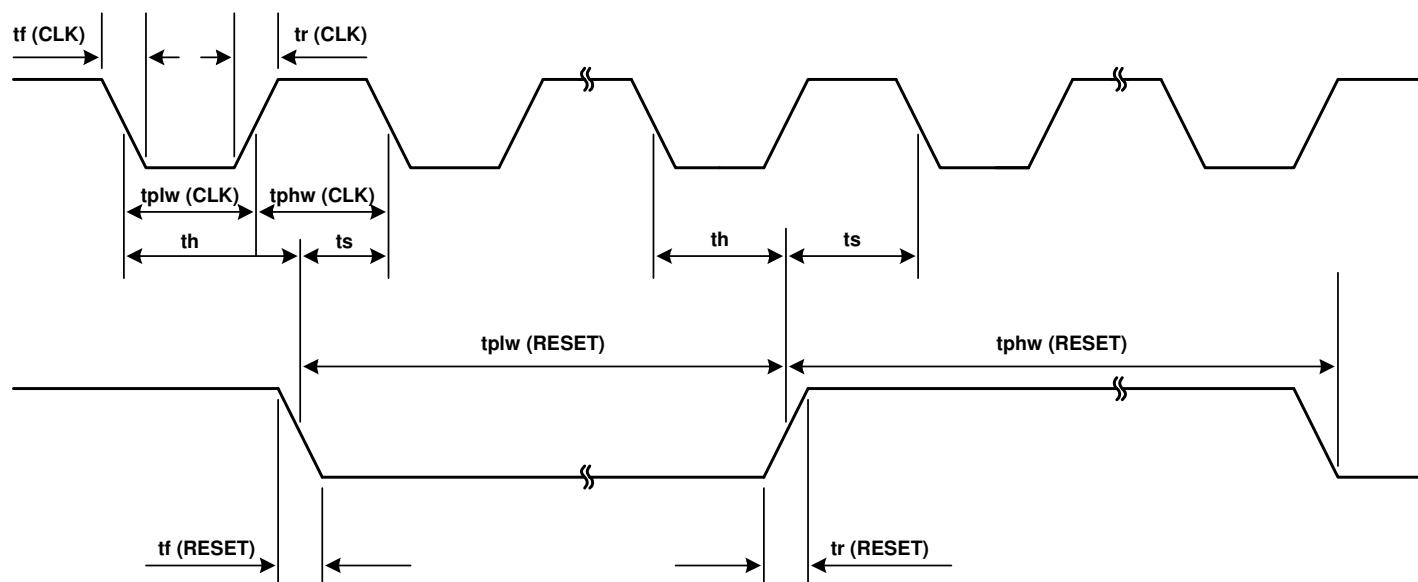 tf (CLK)
tr (CLK)
tplw (CLK)
tphw (CLK)
th
ts
th
ts
tplw (RESET)
tphw (RESET)
tf (RESET)
tr (RESET)